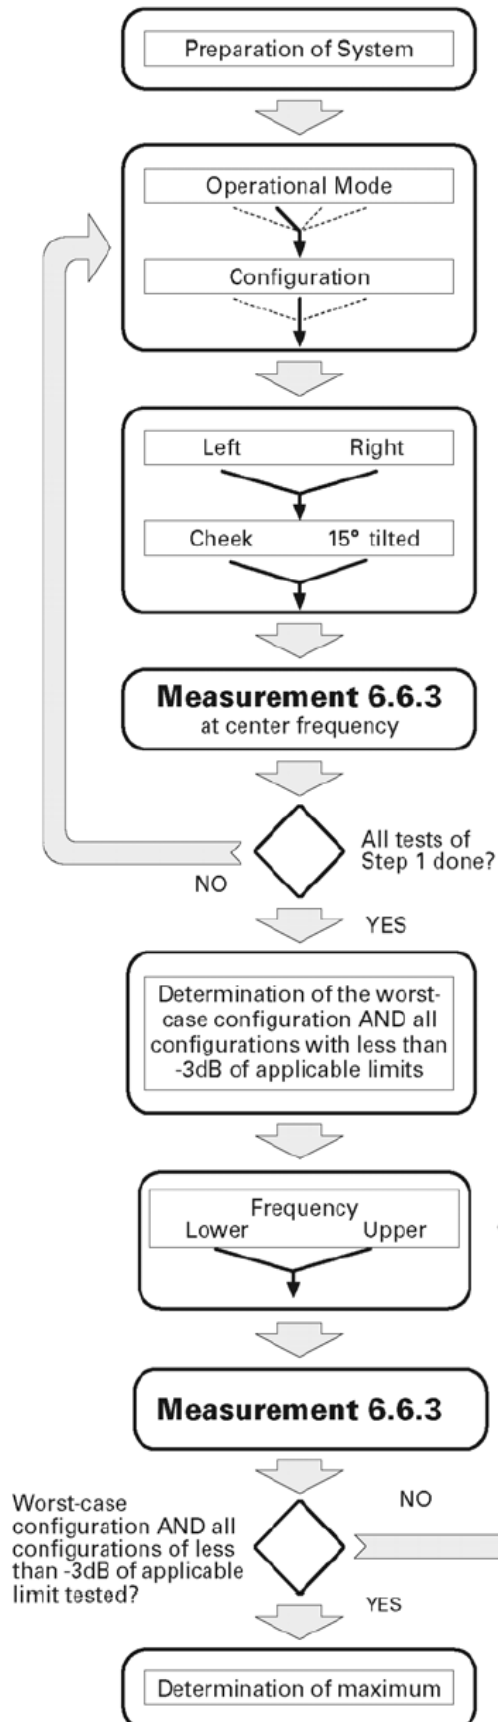 Preparation of System
Operational Mode
Configuration
Left Right
Cheek 15° tilted
Measurement 6.6.3
at center frequency
All tests of
Step 1 done?
NO
YES
Determination of the worst-
case configuration AND all
configurations with less than
-3dB of applicable limits
Frequency
Lower Upper
Measurement 6.6.3
Worst-case
configuration AND all
configurations of less
than -3dB of applicable
limit tested?
NO
YES
Determination of maximum